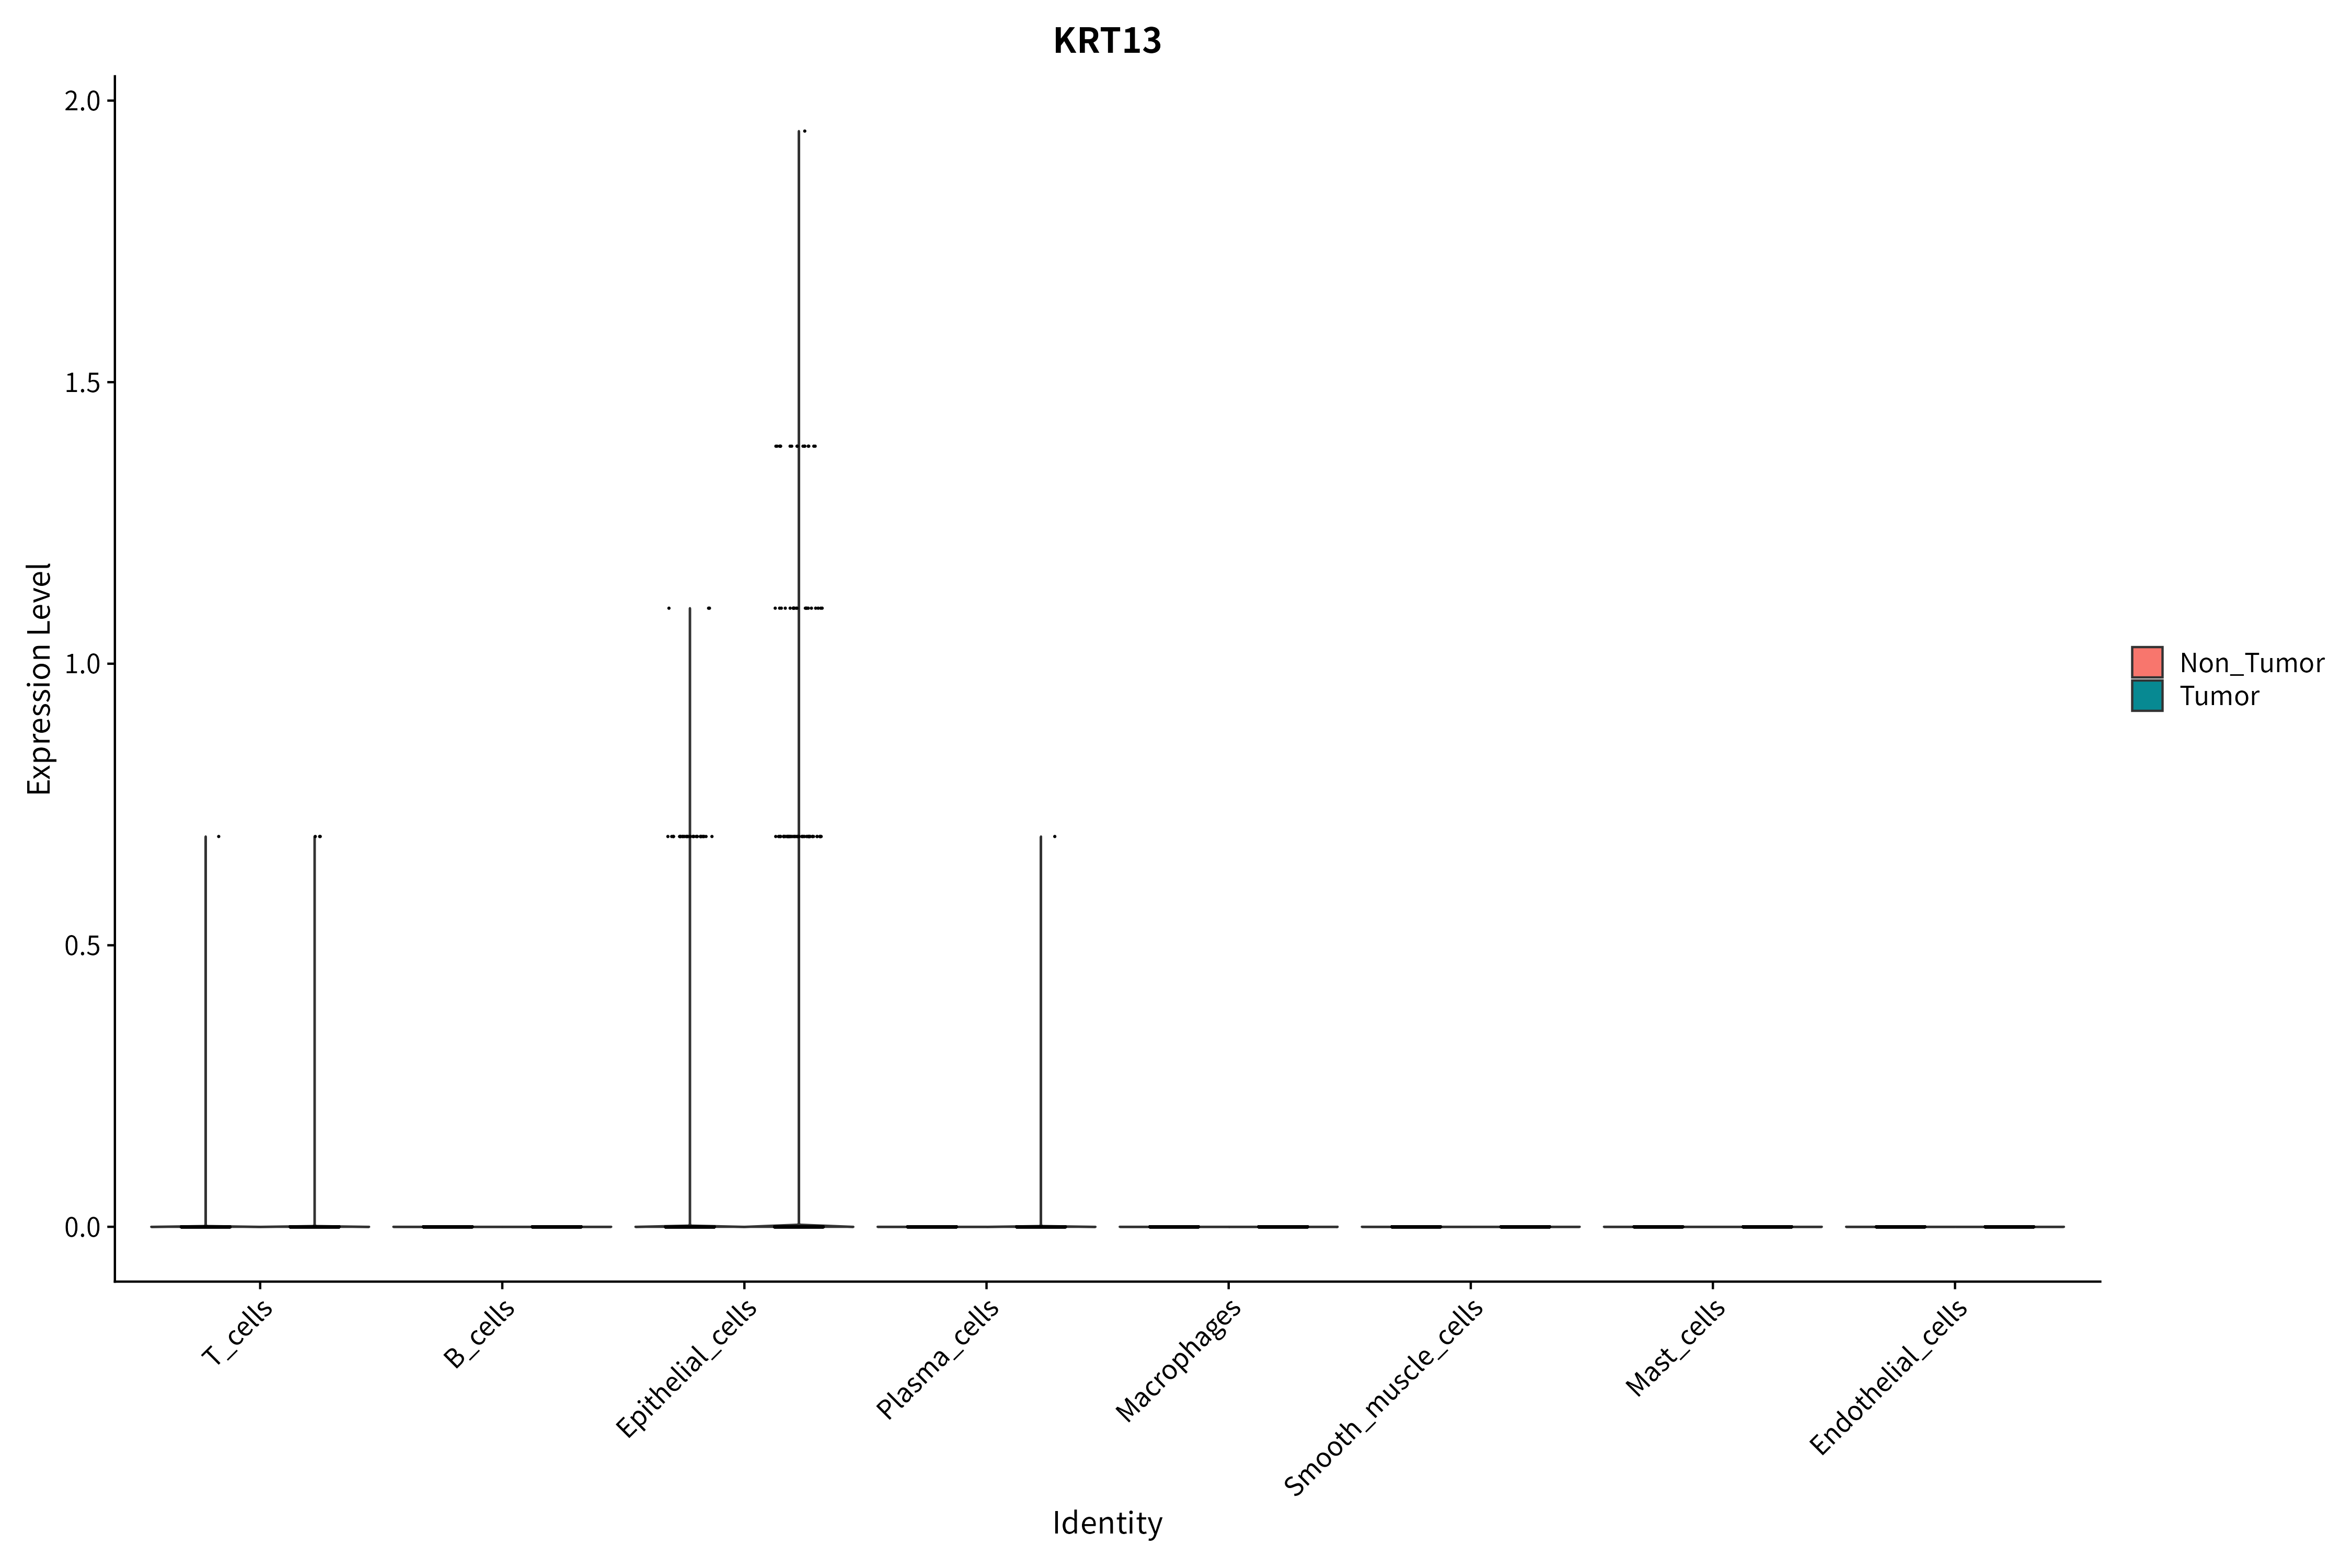 KRT13
2.0
1.5
1.0
0.5
0.0
Expression Level
Non_Tumor
Tumor
T_cells
B_cells
Epithelial_cells
Plasma_cells
Macrophages
Smooth_muscle_cells
Mast_cells
Endothelial_cells
Identity